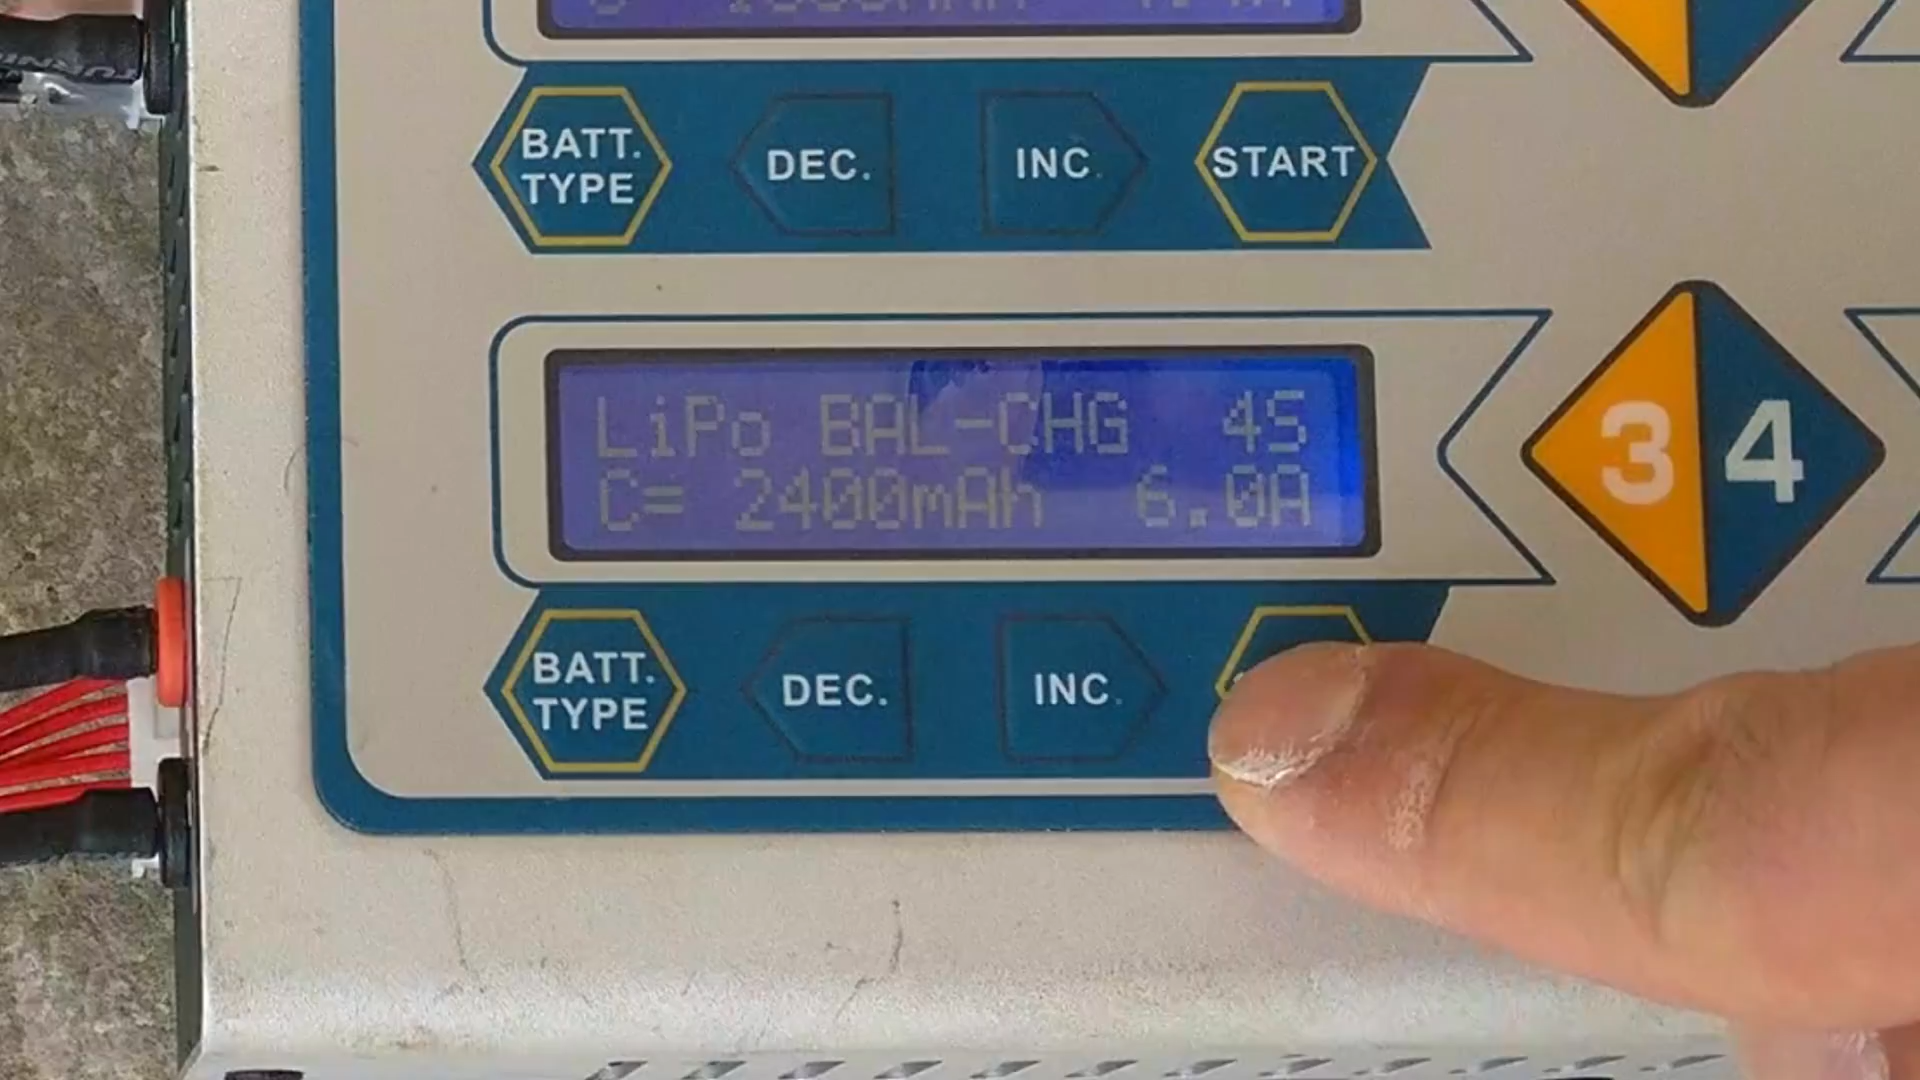 BATT.
TYPE
DEC.
INC.
START
LiPo BAL-CHG 4S
C= 2400mAh 6.0A
3 4
BATT.
TYPE
DEC.
INC.